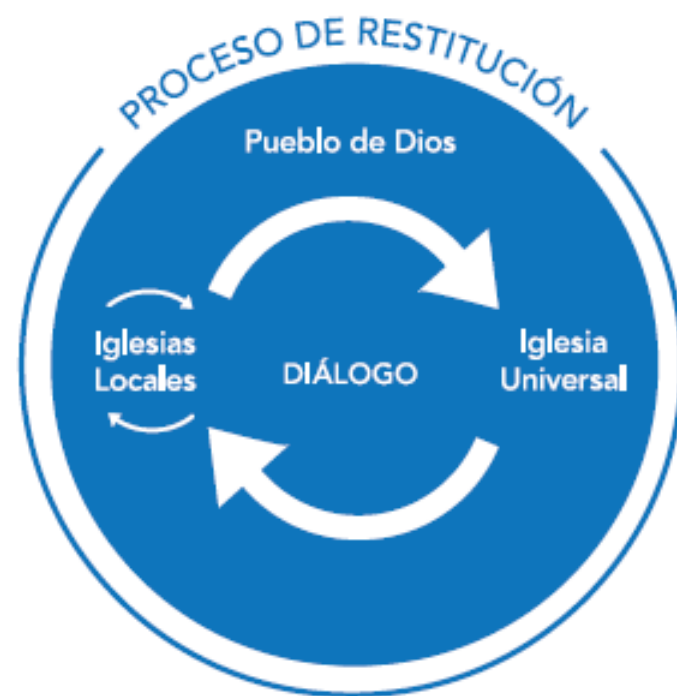 PROCESO DE RESTITUCIÓN
Pueblo de Dios
Iglesias
Locales
DIÁLOGO
Iglesia
Universal